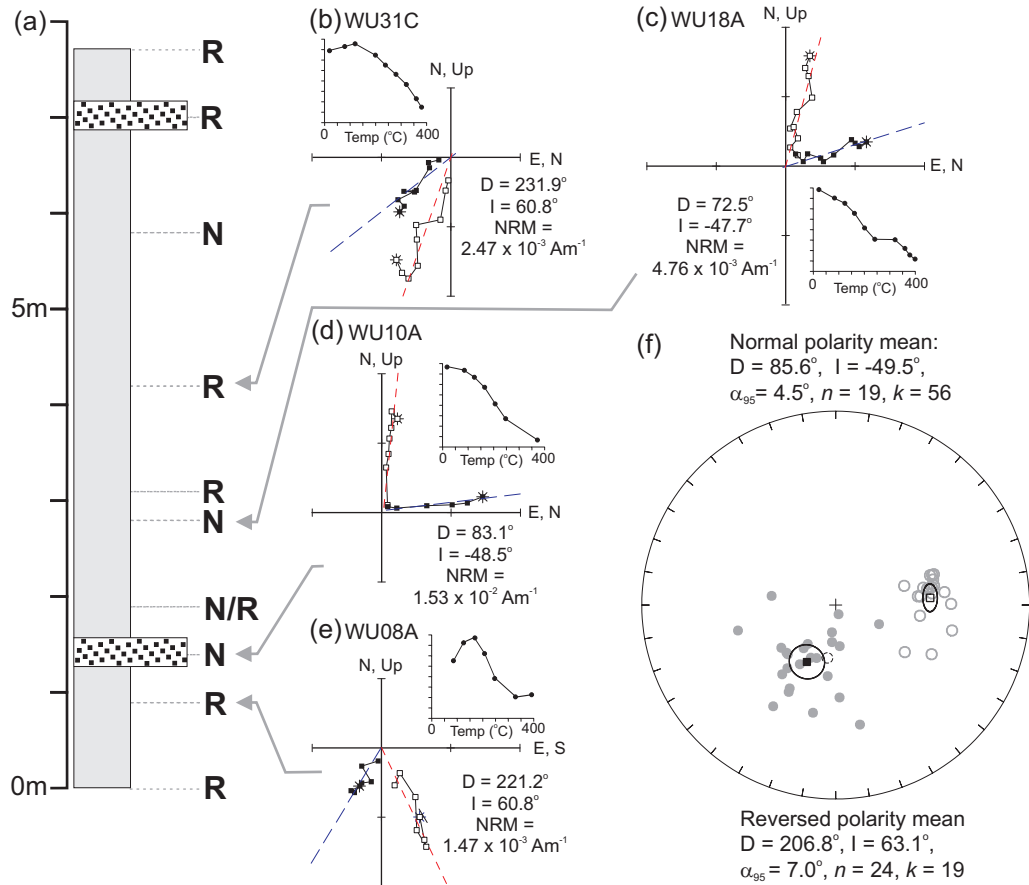 (a)
R
R
N
5m
R
R
N
N/R
N
R
0m
R
(b) WU31C
N, Up
Temp (°C) 400
E, N
D = 231.9°
I = 60.8°
NRM =
2.47 x 10⁻³ Am⁻¹
(c) WU18A
N, Up
E, N
D = 72.5°
I = -47.7°
NRM =
4.76 x 10⁻³ Am⁻¹
0 Temp (°C) 400
(d) WU10A
N, Up
0 Temp (°C) 400
E, N
D = 83.1°
I = -48.5°
NRM =
1.53 x 10⁻² Am⁻¹
(e) WU08A
N, Up
0 Temp (°C) 400
E, S
D = 221.2°
I = 60.8°
NRM =
1.47 x 10⁻³ Am⁻¹
(f)
Normal polarity mean:
D = 85.6°, I = -49.5°,
α₉₅ = 4.5°, n = 19, k = 56
Reversed polarity mean
D = 206.8°, I = 63.1°,
α₉₅ = 7.0°, n = 24, k = 19